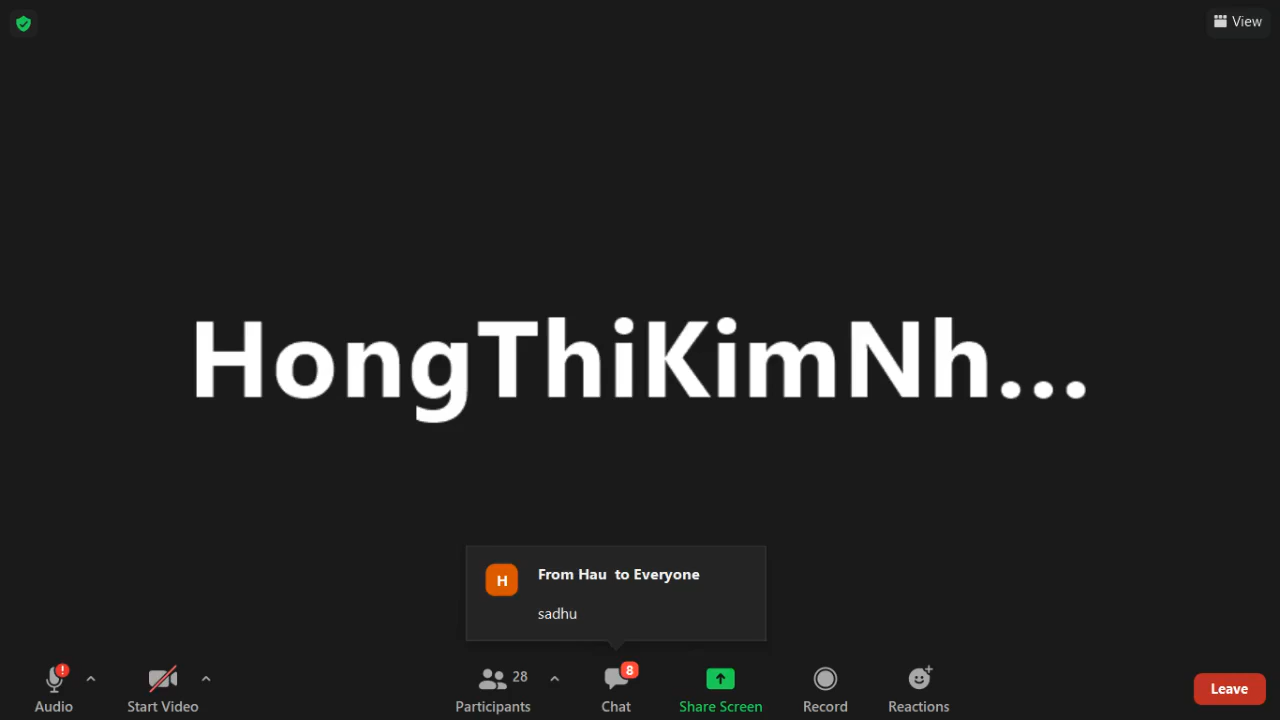 View
HongThiKimNh...
H
From Hau to Everyone
sadhu
! 28 8
Audio Start Video Participants Chat Share Screen Record Reactions Leave